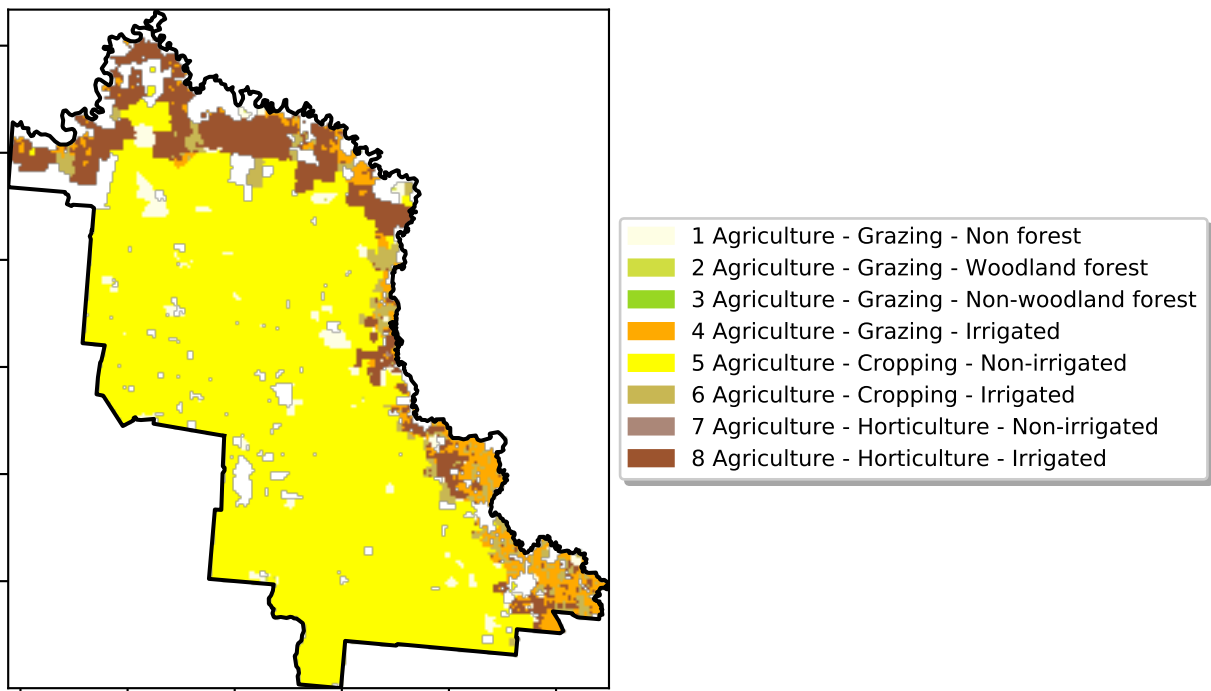 1 Agriculture - Grazing - Non forest
2 Agriculture - Grazing - Woodland forest
3 Agriculture - Grazing - Non-woodland forest
4 Agriculture - Grazing - Irrigated
5 Agriculture - Cropping - Non-irrigated
6 Agriculture - Cropping - Irrigated
7 Agriculture - Horticulture - Non-irrigated
8 Agriculture - Horticulture - Irrigated